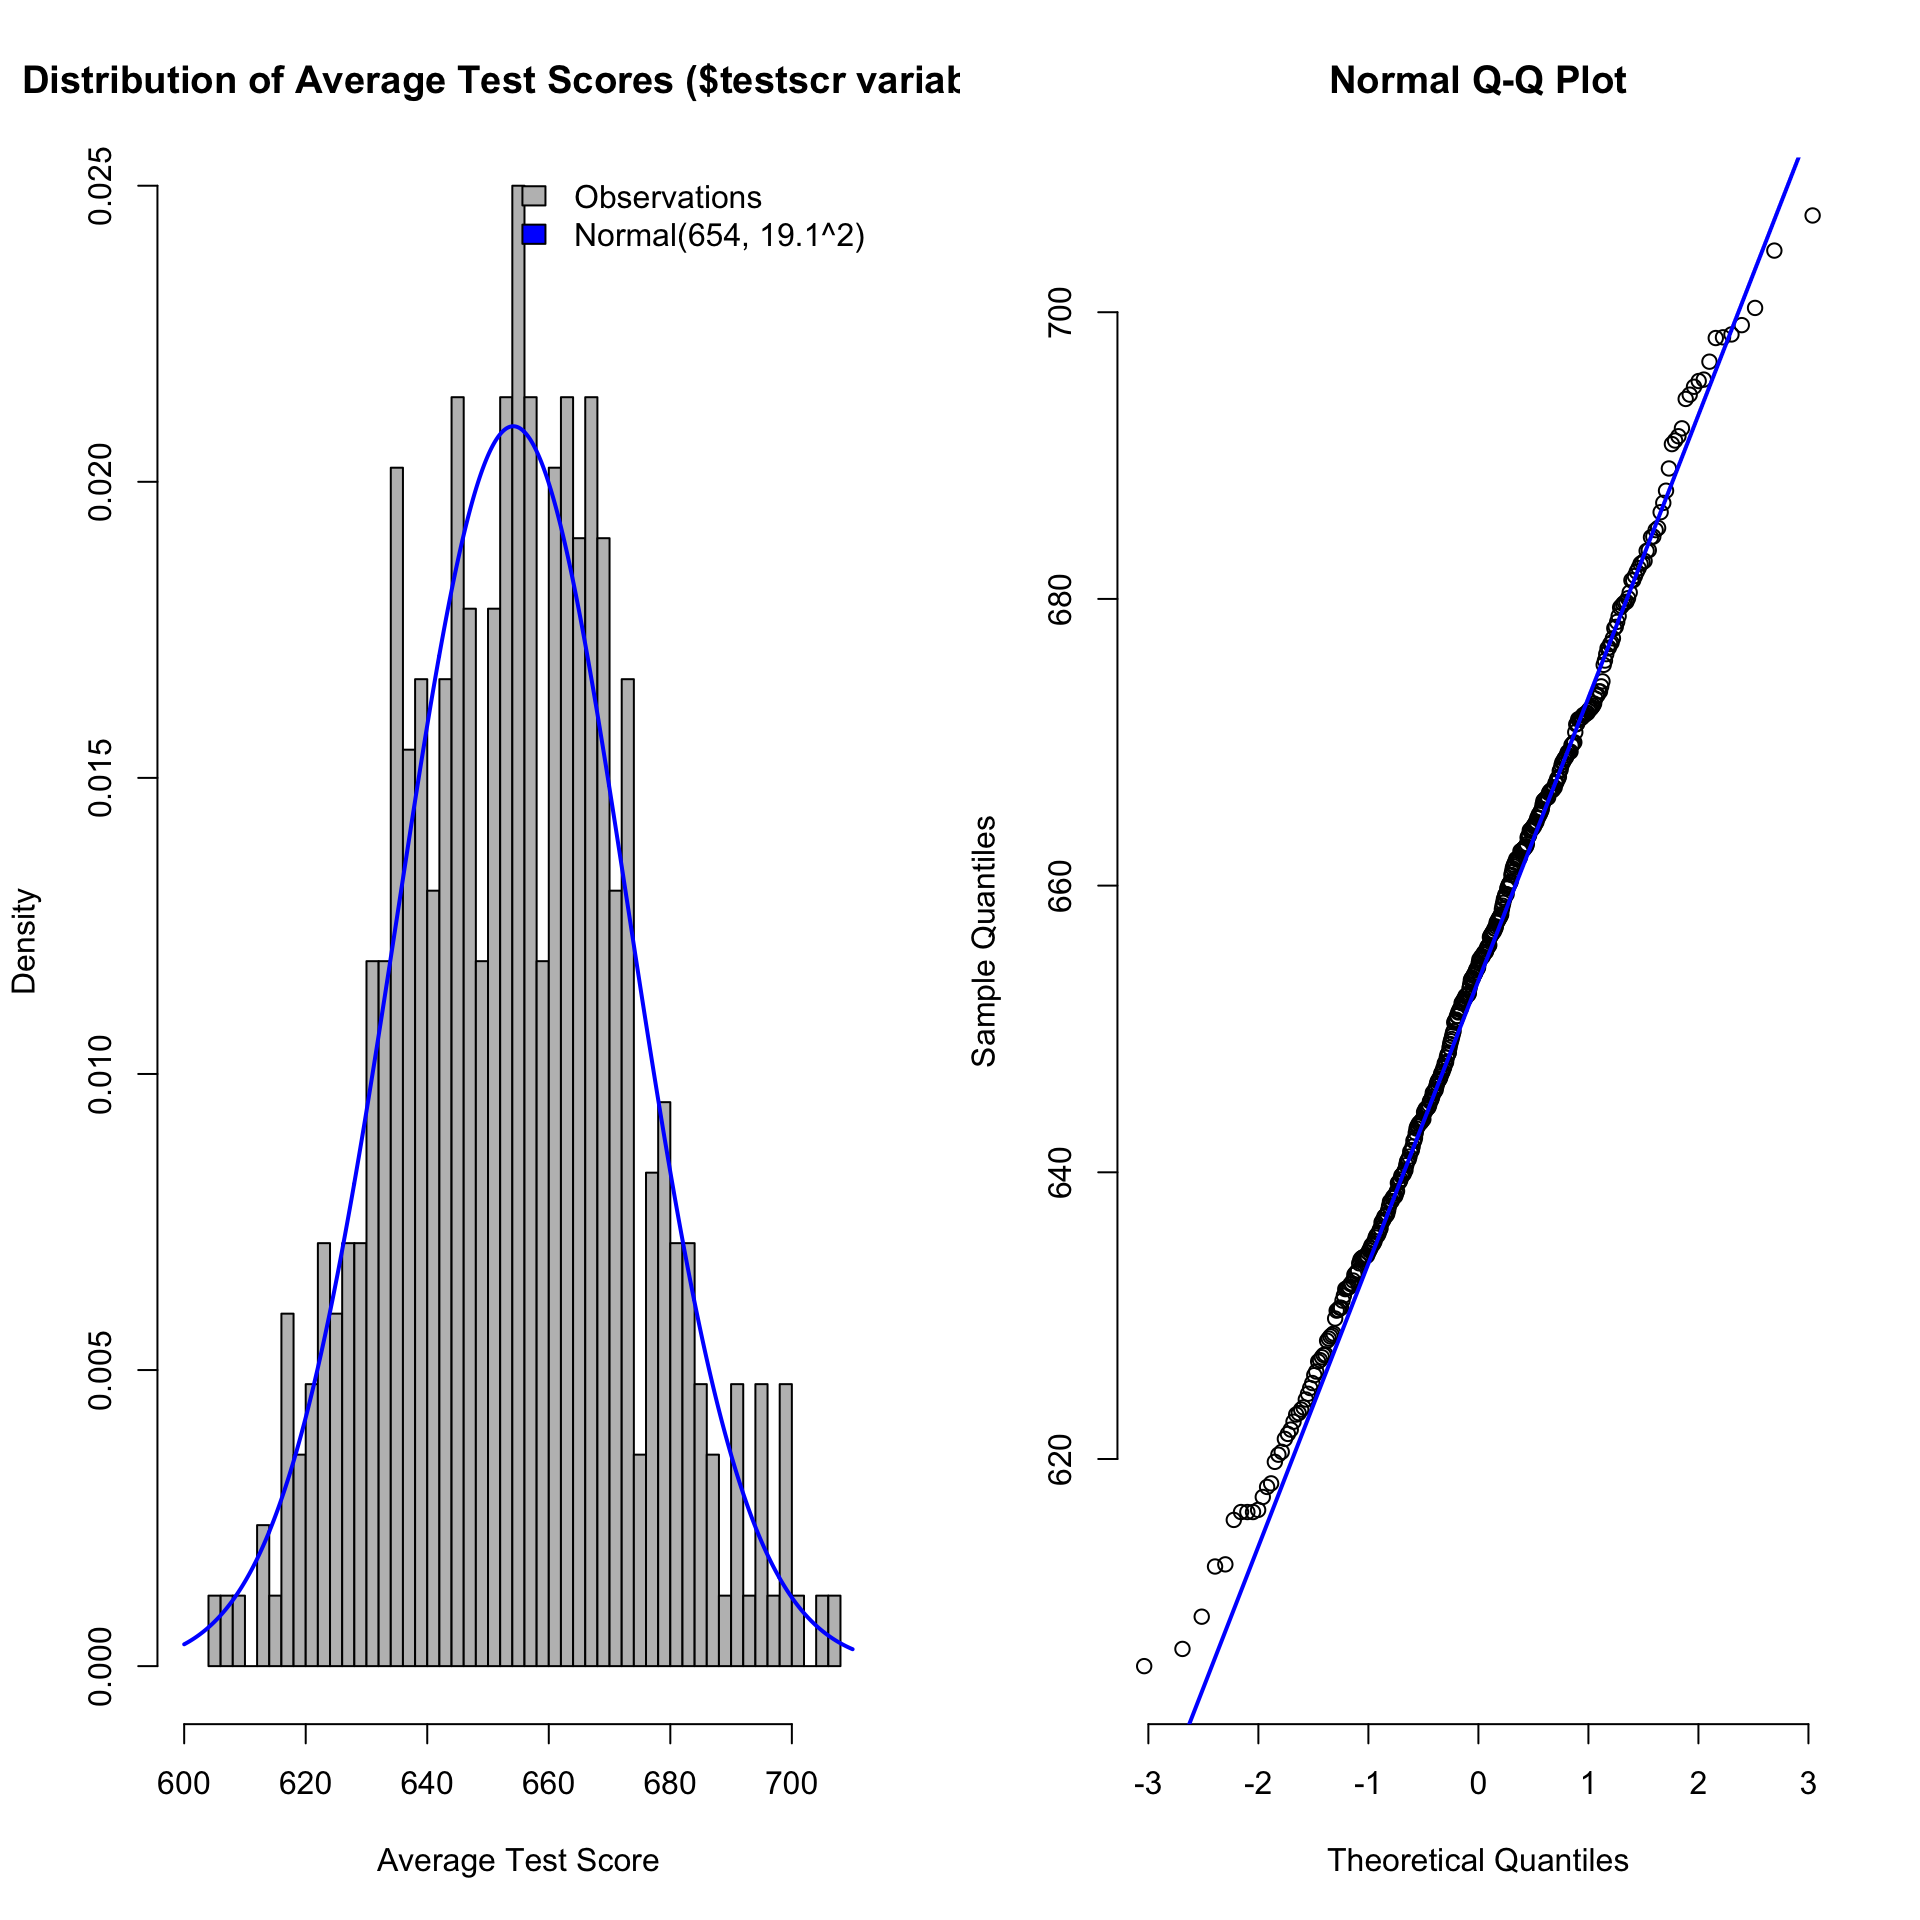 Distribution of Average Test Scores ($testscr variab
Observations
Normal(654, 19.1^2)
Density
0.025
0.020
0.015
0.010
0.005
0.000
600 620 640 660 680 700
Average Test Score
Normal Q-Q Plot
Sample Quantiles
700
680
660
640
620
-3 -2 -1 0 1 2 3
Theoretical Quantiles